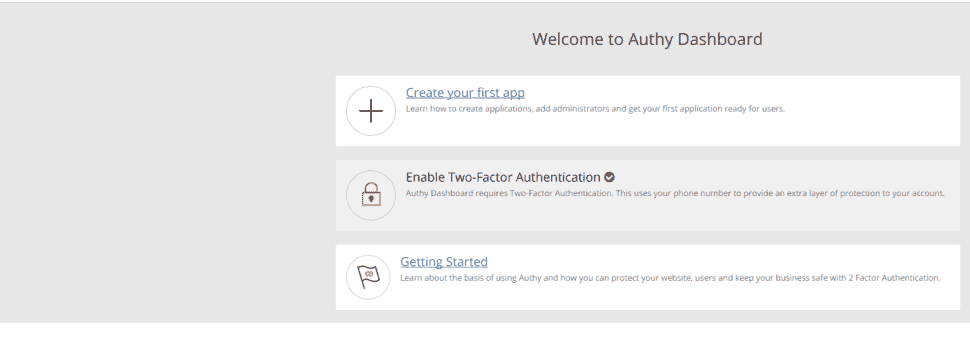 Welcome to Authy Dashboard
Create your first app
Learn how to create applications, add administrators and get your first application ready for users.
Enable Two-Factor Authentication
Authy Dashboard requires Two-Factor Authentication. This uses your phone number to provide an extra layer of protection to your account.
Getting Started
Learn about the basis of using Authy and how you can protect your website, users and keep your business safe with 2 Factor Authentication.